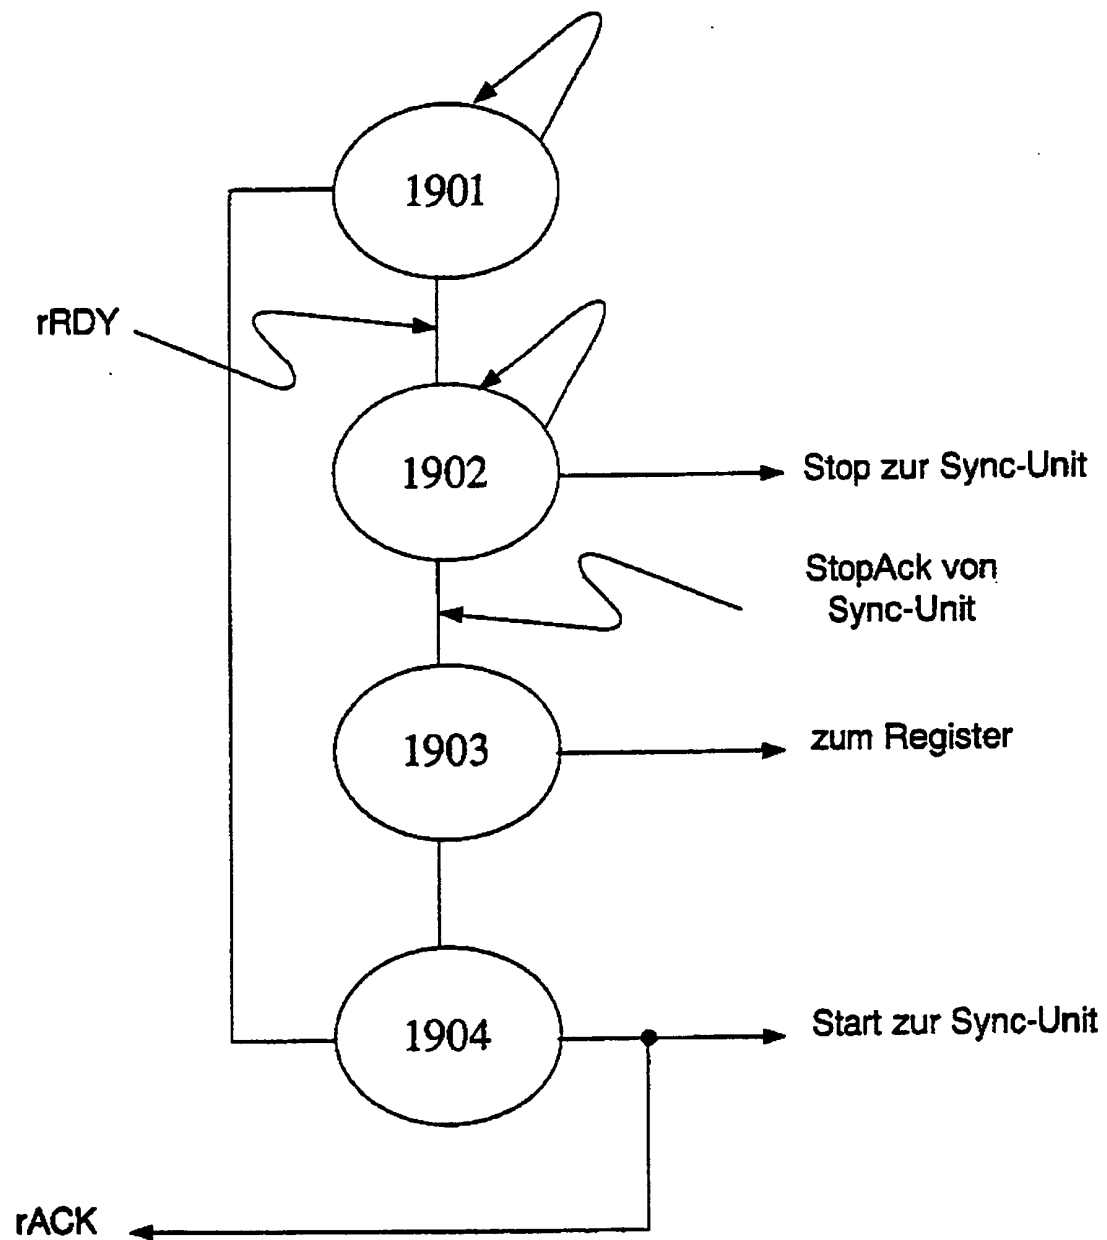 1901
rRDY
1902
Stop zur Sync-Unit
StopAck von
Sync-Unit
1903
zum Register
1904
Start zur Sync-Unit
rACK